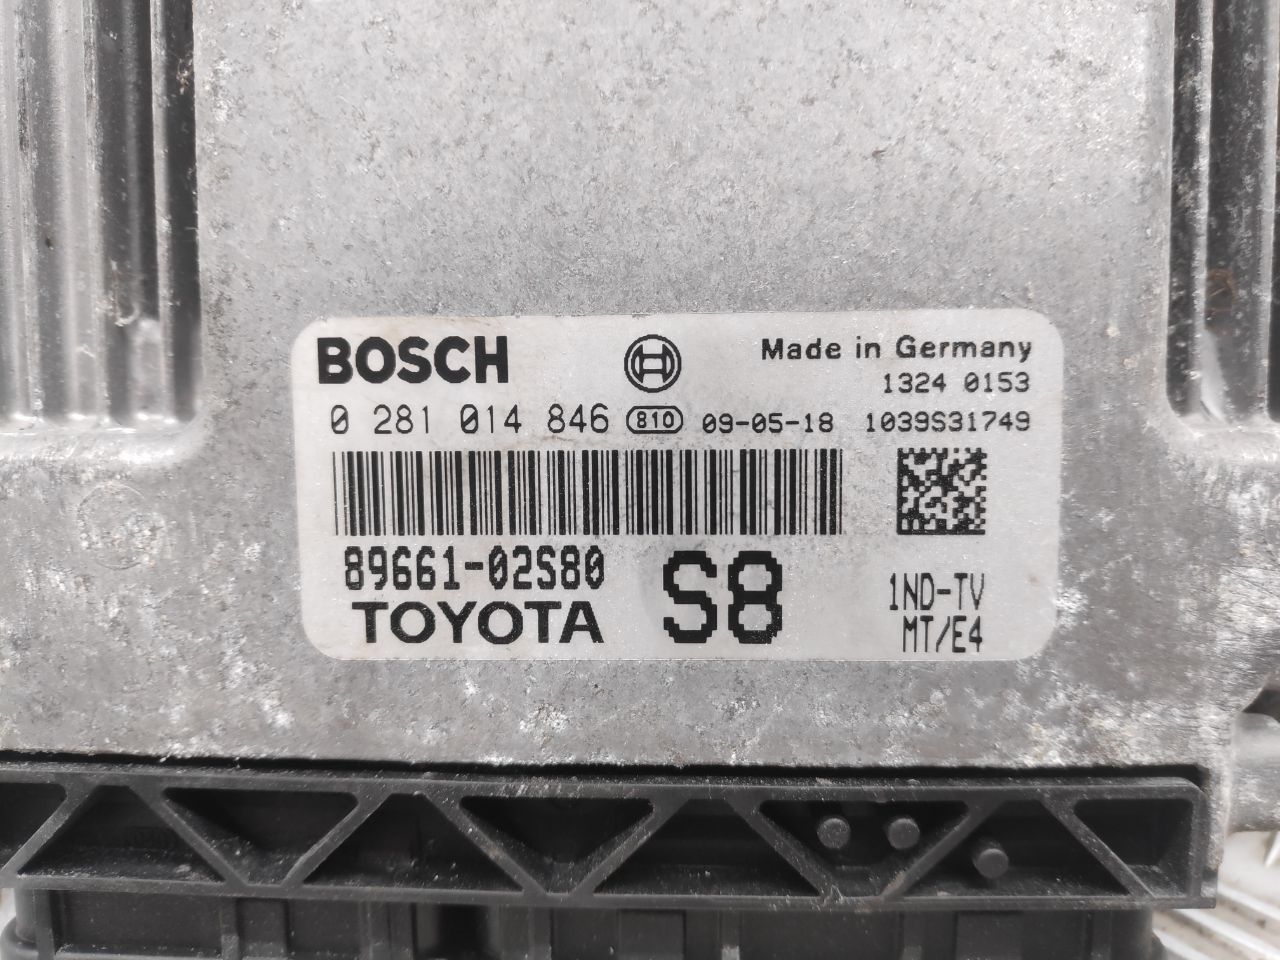 BOSCH
Made in Germany
1324 0153
0 281 014 846 810 09-05-18 1039S31749
89661-02S80
TOYOTA
S8
1ND-TV
MT/E4